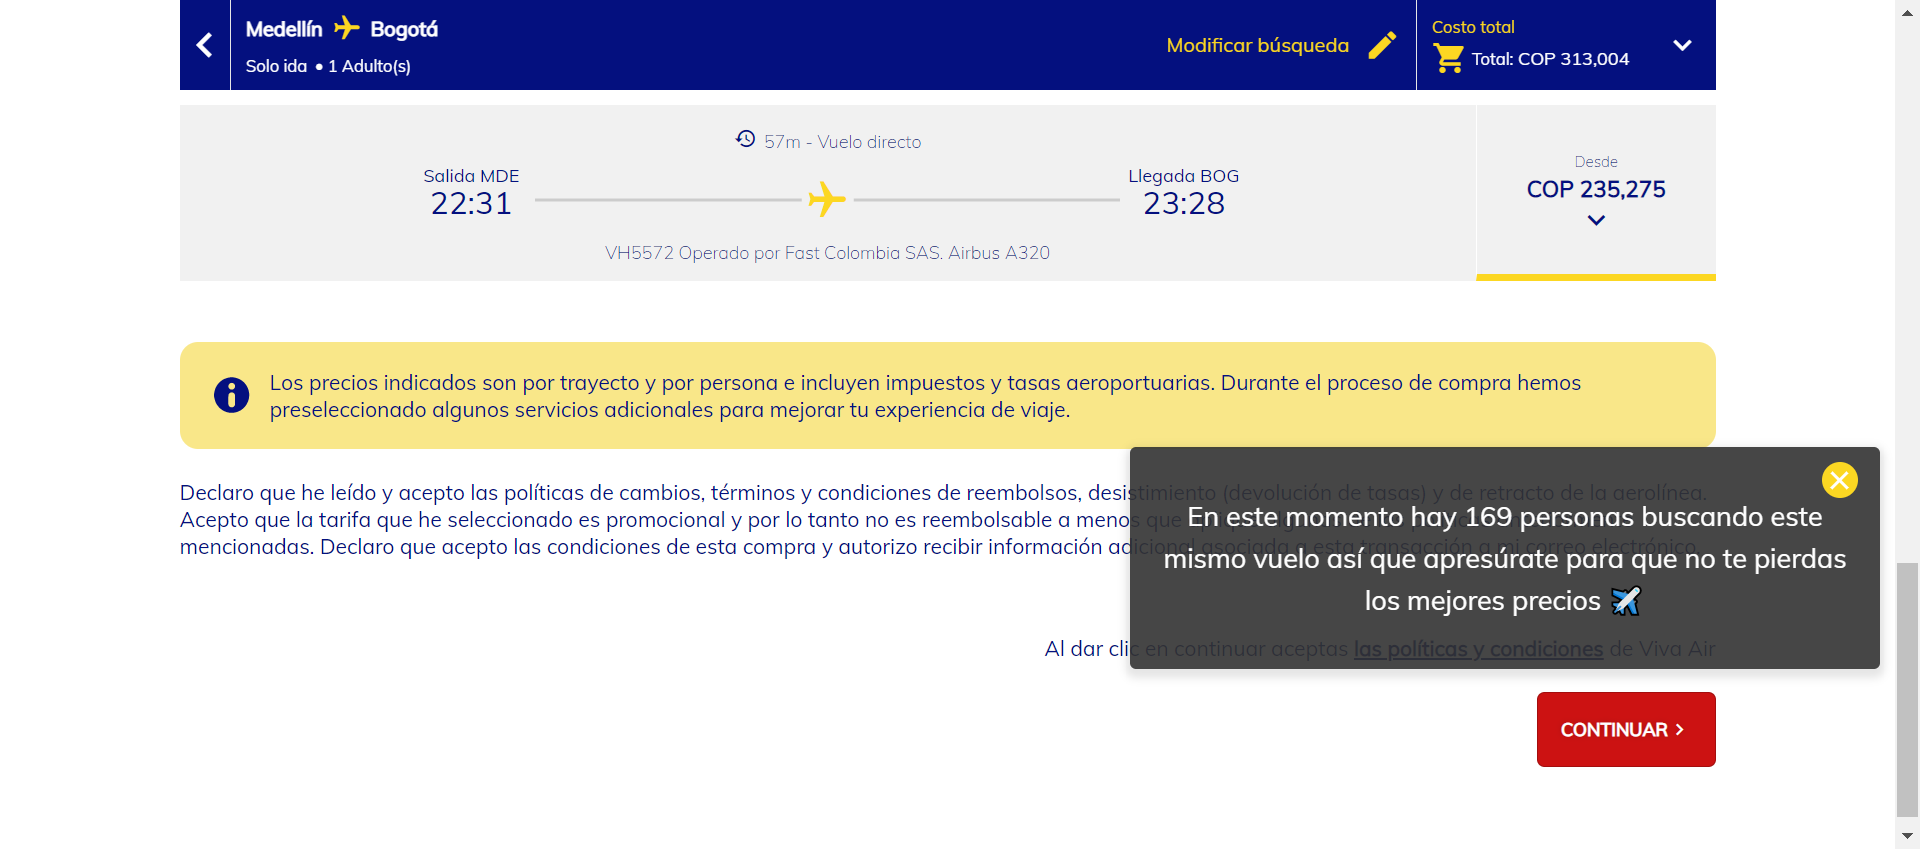 Medellín Bogotá
Solo ida • 1 Adulto(s)
Modificar búsqueda
Costo total
Total: COP 313,004
57m - Vuelo directo
Salida MDE
22:31
Llegada BOG
23:28
VH5572 Operado por Fast Colombia SAS. Airbus A320
Desde
COP 235,275
Los precios indicados son por trayecto y por persona e incluyen impuestos y tasas aeroportuarias. Durante el proceso de compra hemos
preseleccionado algunos servicios adicionales para mejorar tu experiencia de viaje.
Declaro que he leído y acepto las políticas de cambios, términos y condiciones de reembolsos, desistimiento (devolución de tasas) y de retracto de la aerolínea.
Acepto que la tarifa que he seleccionado es promocional y por lo tanto no es reembolsable a menos que
mencionadas. Declaro que acepto las condiciones de esta compra y autorizo recibir información adicional asociada a esta transacción a mi correo electrónico.
En este momento hay 169 personas buscando este
mismo vuelo así que apresúrate para que no te pierdas
los mejores precios
Al dar clic en continuar aceptas las políticas y condiciones de Viva Air
CONTINUAR